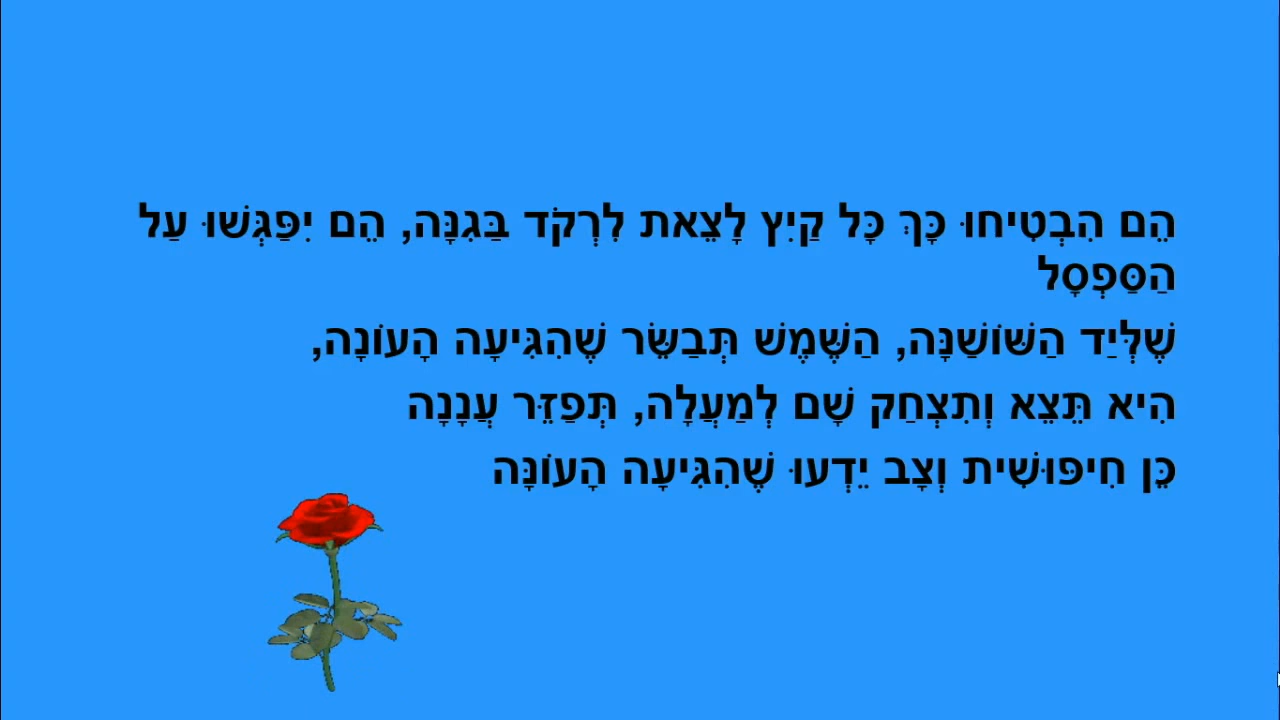 הֵם הִבְטִיחוּ כָּךְ כָּל קַיִץ לָצֵאת לִרְקֹד בַּגִנָּה, הֵם יִפַּגְּשׁוּ עַל
הַסַּפְסָל
שֶׁלְּיַד הַשּׁוֹשַׁנָּה, הַשֶּׁמֶשׁ תְּבַשֵּׂר שֶׁהִגִּיעָה הָעוֹנָה,
הִיא תֵּצֵא וְתִצְחַק שָׁם לְמַעֲלָה, תְּפַזֵּר עֲנָנָה
כֵּן חִיפּוּשִׁית וְצָב יֵדְעוּ שֶׁהִגִּיעָה הָעוֹנָּה